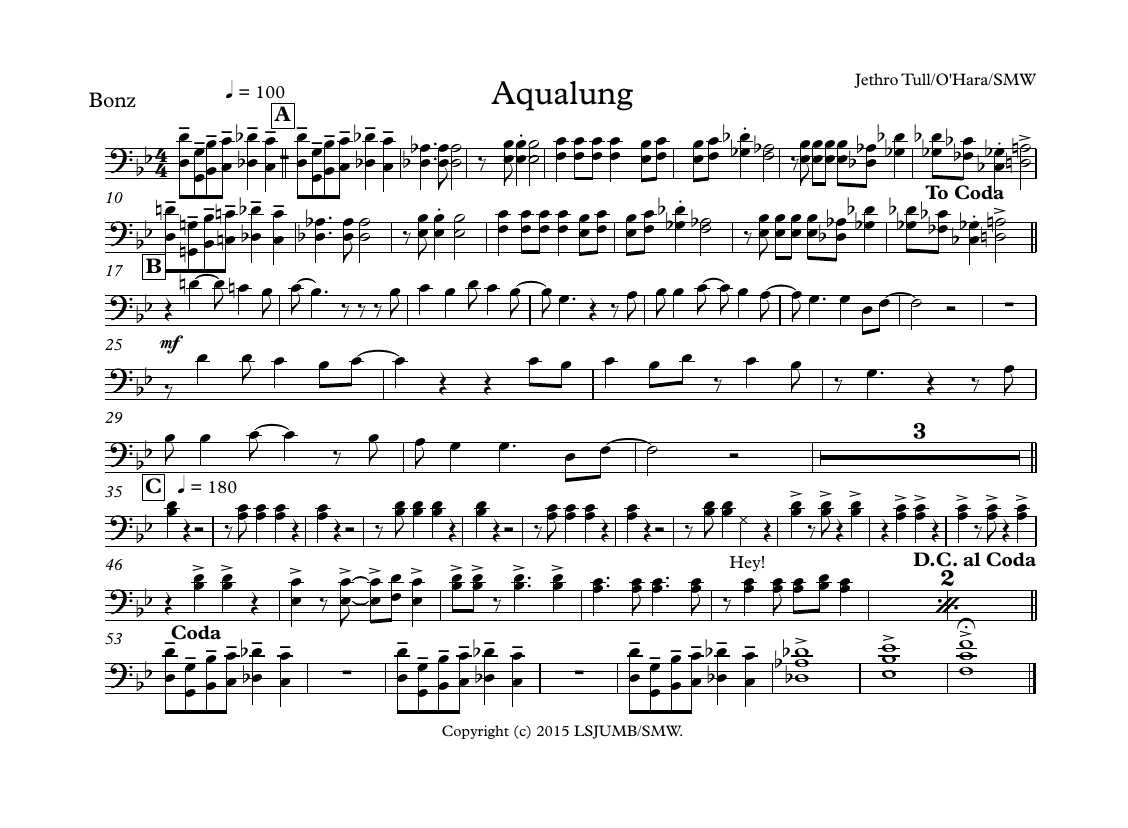 Jethro Tull/O'Hara/SMW
Bonz
♩ = 100
Aqualung
A
10
To Coda
17
B
mf
25
29
3
35
C
♩ = 180
46
Hey!
D.C. al Coda
2
53
Coda
Copyright (c) 2015 LSJUMB/SMW.